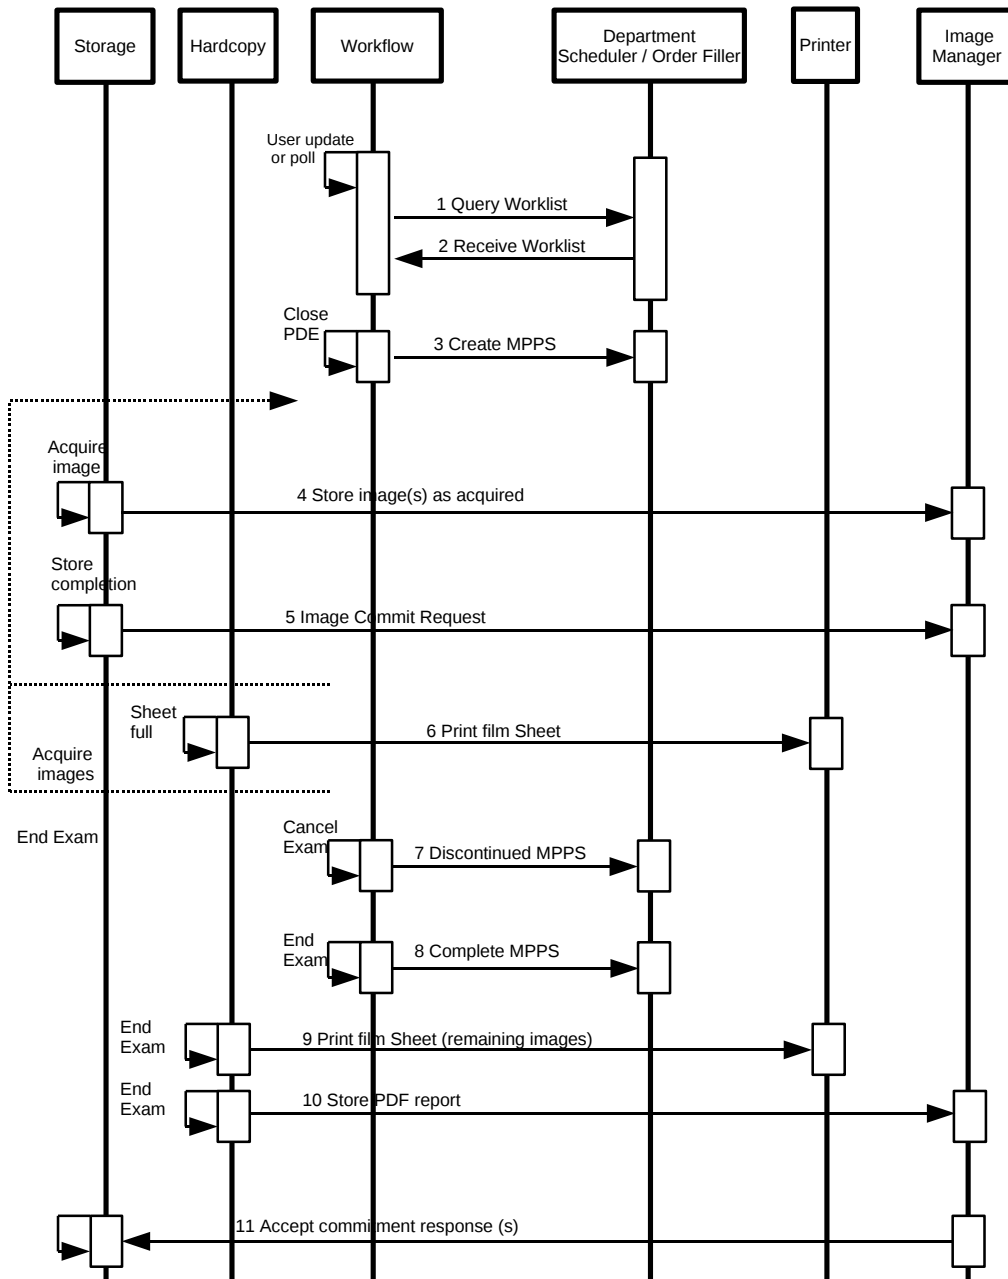 Storage
Hardcopy
Workflow
Department
Scheduler / Order Filler
Printer
Image
Manager
User update
or poll
1 Query Worklist
2 Receive Worklist
Close
PDE
3 Create MPPS
Acquire
image
4 Store image(s) as acquired
Store
completion
5 Image Commit Request
Sheet
full
6 Print film Sheet
Acquire
images
End Exam
Cancel
Exam
7 Discontinued MPPS
End
Exam
8 Complete MPPS
End
Exam
9 Print film Sheet (remaining images)
End
Exam
10 Store PDF report
11 Accept commitment response (s)